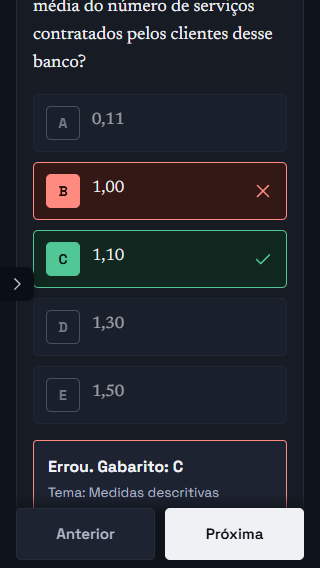 média do número de serviços
contratados pelos clientes desse
banco?
A 0,11
B 1,00
C 1,10
D 1,30
E 1,50
Errou. Gabarito: C
Tema: Medidas descritivas
Anterior Próxima